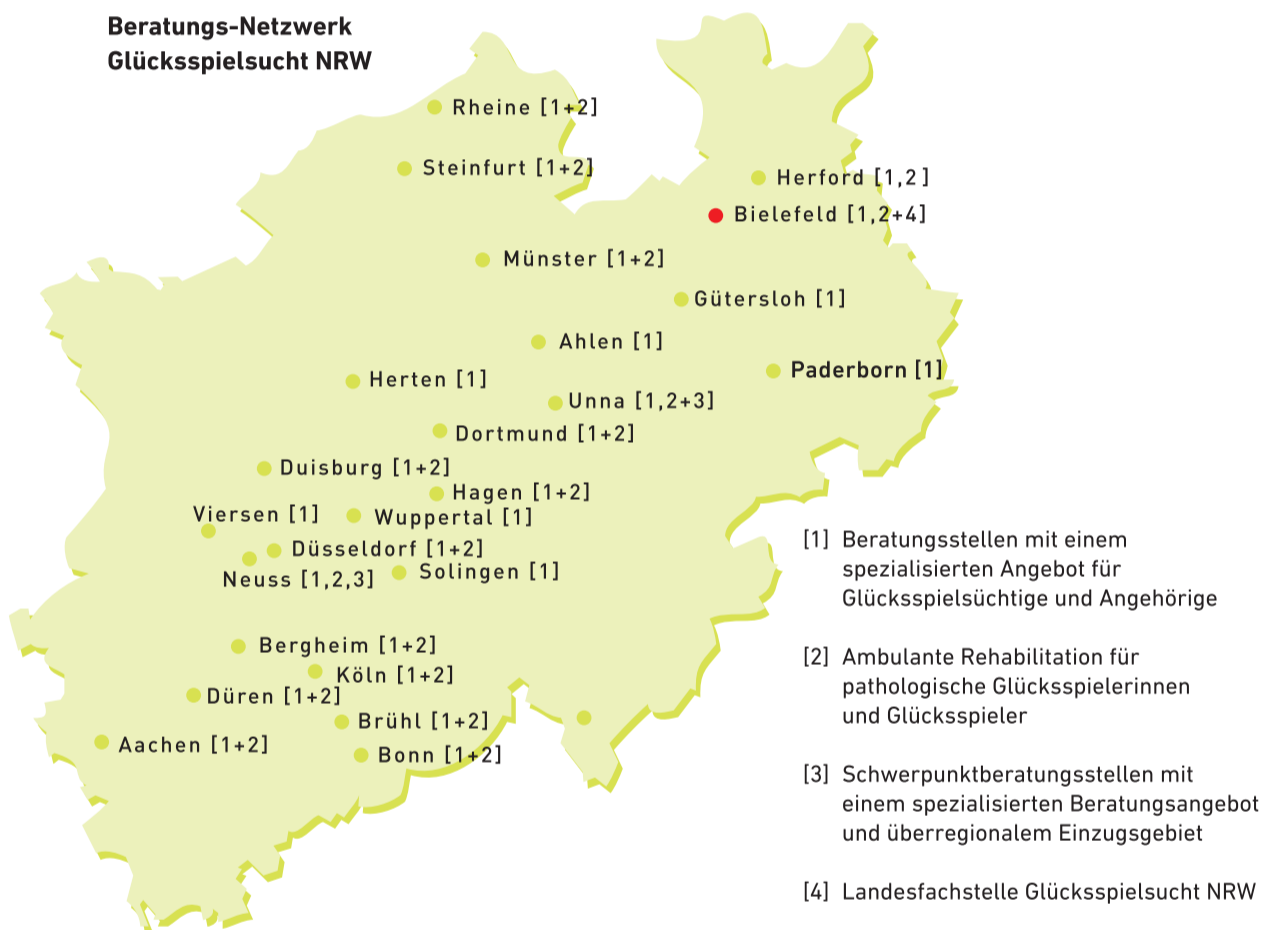 Beratungs-Netzwerk
Glücksspielsucht NRW
Rheine [1+2]
Steinfurt [1+2]
Herford [1,2 ]
Bielefeld [1,2+4]
Münster [1+2]
Gütersloh [1]
Ahlen [1]
Paderborn [1]
Herten [1]
Unna [1,2+3]
Dortmund [1+2]
Duisburg [1+2]
Hagen [1+2]
Viersen [1]
Wuppertal [1]
Düsseldorf [1+2]
Neuss [1,2,3]
Solingen [1]
Bergheim [1+2]
Köln [1+2]
Düren [1+2]
Brühl [1+2]
Aachen [1+2]
Bonn [1+2]
[1] Beratungsstellen mit einem
spezialisierten Angebot für
Glücksspielsüchtige und Angehörige
[2] Ambulante Rehabilitation für
pathologische Glücksspielerinnen
und Glücksspieler
[3] Schwerpunktberatungsstellen mit
einem spezialisierten Beratungsangebot
und überregionalem Einzugsgebiet
[4] Landesfachstelle Glücksspielsucht NRW